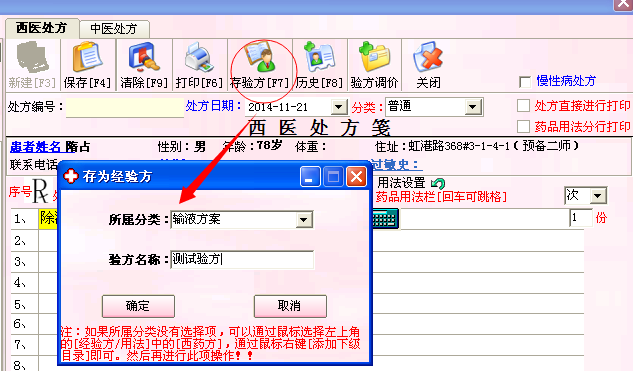 西医处方 中医处方
新建[F3] 保存[F4] 清除[F9] 打印[F6] 存验方[F7] 历史[F8] 验方调价 关闭 慢性病处方
处方编号： 处方日期： 2014-11-21 分类： 普通 处方直接进行打印
西 医 处 方 笺 药品用法分行打印
患者姓名 隋占 性别：男 年龄：78岁 体重： 住址：虹港路368#3-1-4-1（预备二师）
联系电话 过敏史：
序号 用法设置
药品用法栏[回车可跳格] 次
1、 1 份
2、
3、
4、
5、
6、
7、
8、
存为经验方
所属分类： 输液方案
验方名称： 测试验方
确定 取消
注：如果所属分类没有选择项，可以通过鼠标选择左上角
的[经验方/用法]中的[西药方]，通过鼠标右键[添加下级
目录]即可。然后再进行此项操作！！